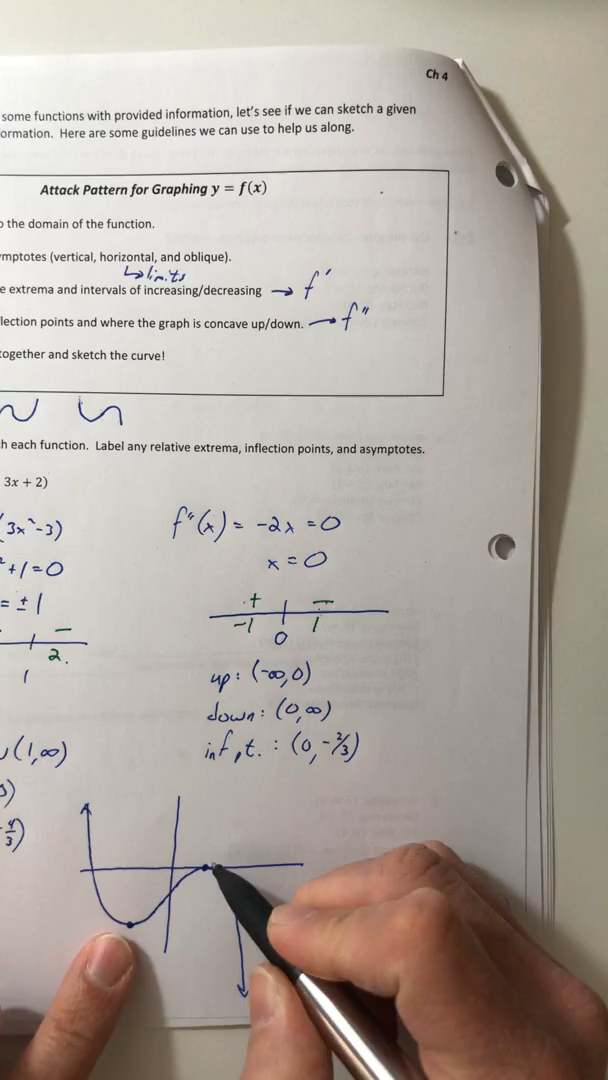 Ch 4
some functions with provided information, let's see if we can sketch a given
ormation. Here are some guidelines we can use to help us along.
Attack Pattern for Graphing y = f(x)
the domain of the function.
mptotes (vertical, horizontal, and oblique).
↳limits
e extrema and intervals of increasing/decreasing → f′
flection points and where the graph is concave up/down. → f″
together and sketch the curve!
h each function. Label any relative extrema, inflection points, and asymptotes.
3x + 2)
(3x²-3) f″(x) = -2x = 0
²+1=0 x = 0
= ±1
+ −
-1 0 1
−
2.
1
up: (-∞,0)
down: (0,∞)
∪(1,∞) inf. pt. : (0,-⅔)
4/3)